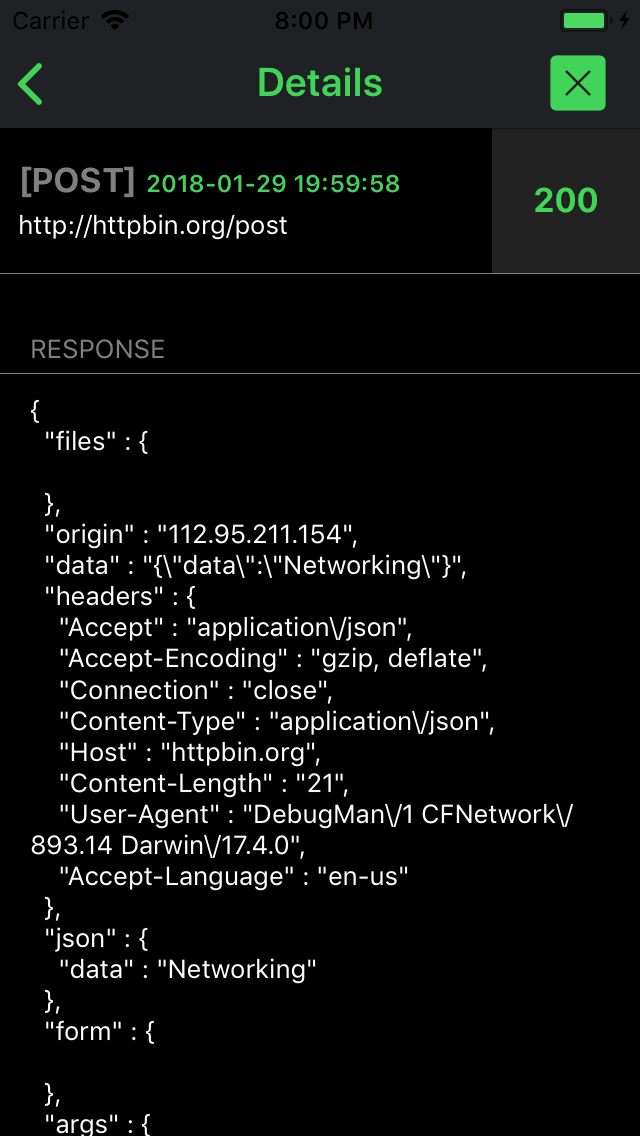 Carrier 8:00 PM
Details
[POST] 2018-01-29 19:59:58
http://httpbin.org/post
200
RESPONSE
{
"files" : {
},
"origin" : "112.95.211.154",
"data" : "{\"data\":\"Networking\"}",
"headers" : {
"Accept" : "application\/json",
"Accept-Encoding" : "gzip, deflate",
"Connection" : "close",
"Content-Type" : "application\/json",
"Host" : "httpbin.org",
"Content-Length" : "21",
"User-Agent" : "DebugMan\/1 CFNetwork\/
893.14 Darwin\/17.4.0",
"Accept-Language" : "en-us"
},
"json" : {
"data" : "Networking"
},
"form" : {
},
"args" : {